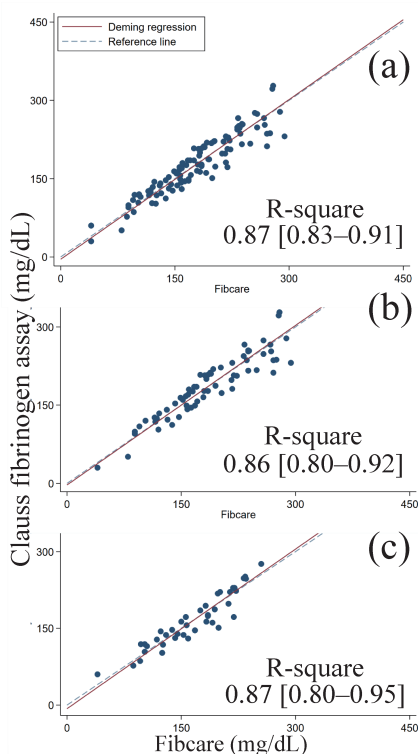 Deming regression
Reference line
(a)
450
300
150
0
R-square
0.87 [0.83–0.91]
0 150 300 450
Fibcare
(b)
300
150
0
R-square
0.86 [0.80–0.92]
0 150 300 450
Fibcare
(c)
300
150
0
R-square
0.87 [0.80–0.95]
0 150 300 450
Fibcare (mg/dL)
Clauss fibrinogen assay (mg/dL)